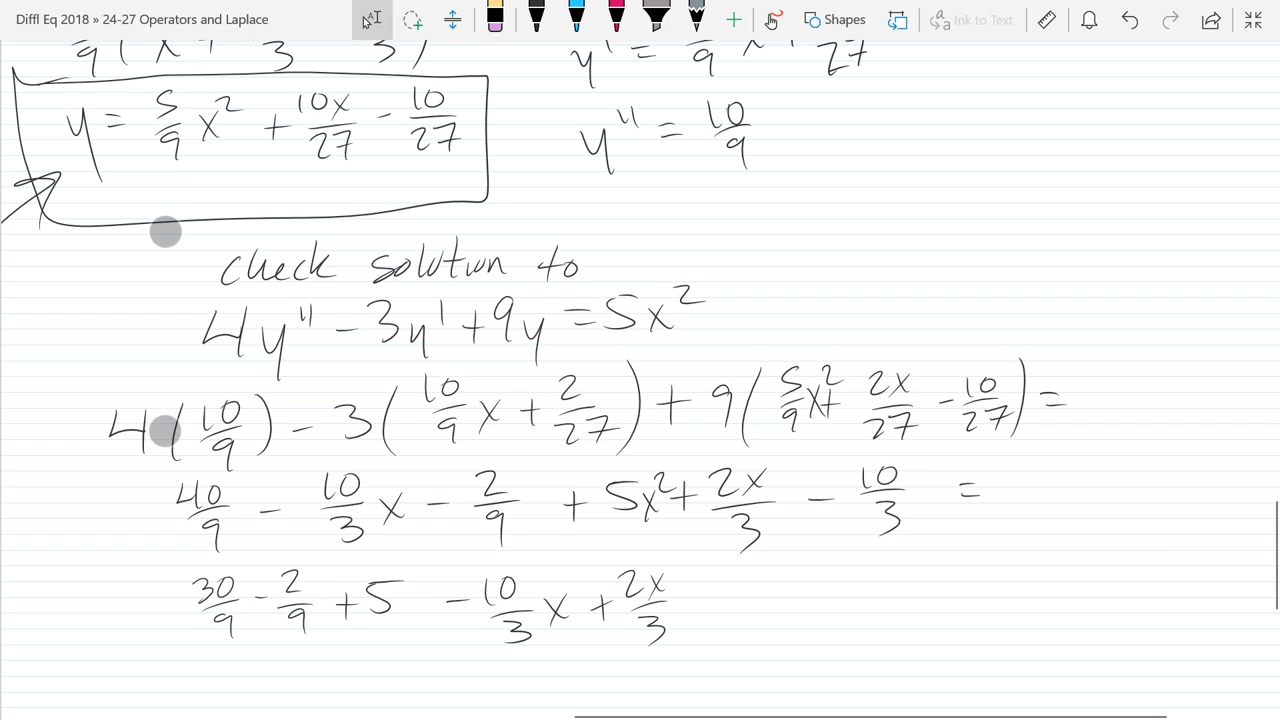 Diffl Eq 2018 » 24-27 Operators and Laplace
Shapes
Ink to Text
y = 5/9 x² + 10x/27 - 10/27
y'' = 10/9
check solution to
4y'' - 3y' + 9y = 5x²
4(10/9) - 3(10/9 x + 2/27) + 9(5/9 x² + 2x/27 - 10/27) =
40/9 - 10/3 x - 2/9 + 5x² + 2x/3 - 10/3 =
30/9 - 2/9 + 5 - 10/3 x + 2x/3